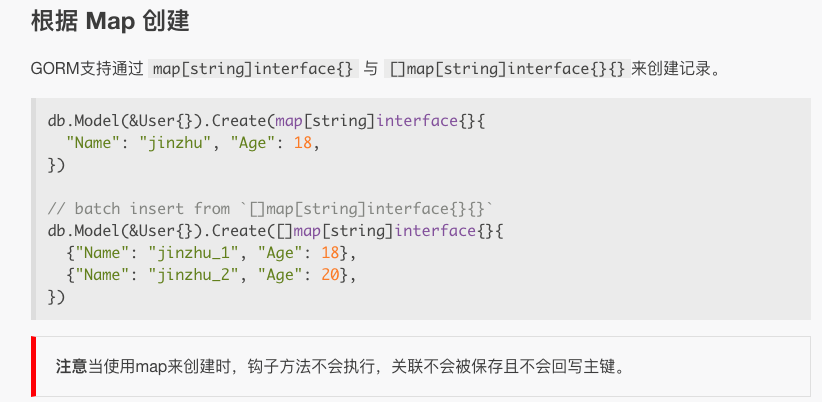 根据 Map 创建
GORM支持通过 map[string]interface{} 与 []map[string]interface{}{} 来创建记录。
db.Model(&User{}).Create(map[string]interface{}{
  "Name": "jinzhu", "Age": 18,
})

// batch insert from `[]map[string]interface{}{}`
db.Model(&User{}).Create([]map[string]interface{}{
  {"Name": "jinzhu_1", "Age": 18},
  {"Name": "jinzhu_2", "Age": 20},
})
注意当使用map来创建时，钩子方法不会执行，关联不会被保存且不会回写主键。